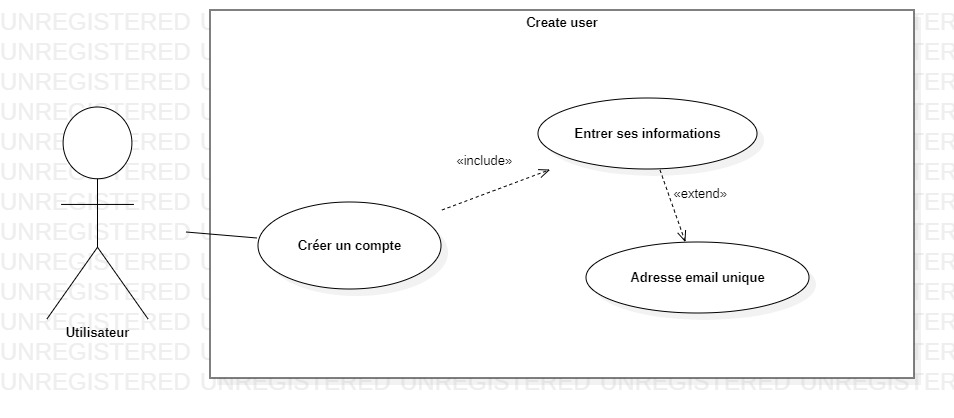 Create user
Entrer ses informations
«include»
«extend»
Créer un compte
Adresse email unique
Utilisateur
UNREGISTERED UNREGISTERED UNREGISTERED UNREGISTERED UNREGISTERED